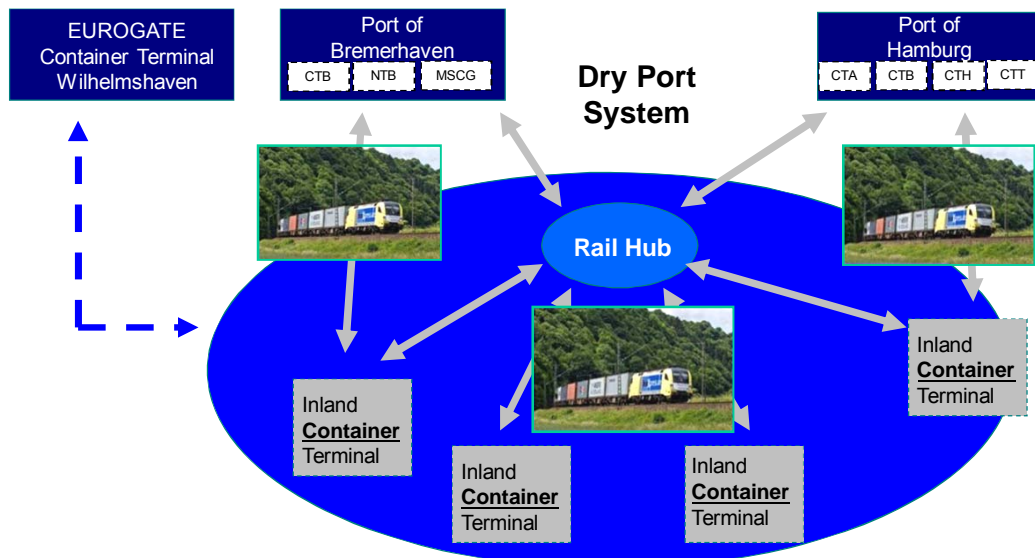 EUROGATE
Container Terminal
Wilhelmshaven
Port of
Bremerhaven
CTB
NTB
MSCG
Dry Port
System
Port of
Hamburg
CTA
CTB
CTH
CTT
Rail Hub
Inland
Container
Terminal
Inland
Container
Terminal
Inland
Container
Terminal
Inland
Container
Terminal